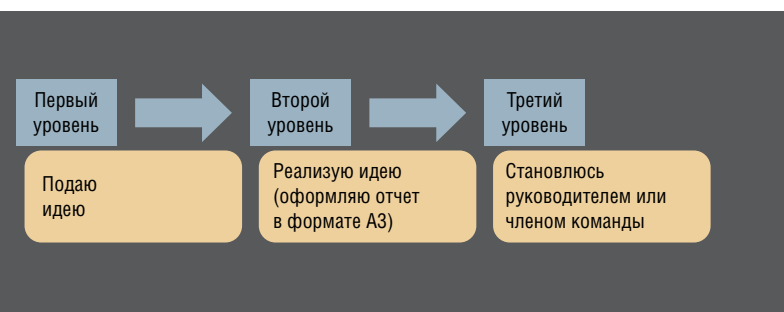 Первый
уровень
Второй
уровень
Третий
уровень
Подаю
идею
Реализую идею
(оформляю отчет
в формате А3)
Становлюсь
руководителем или
членом команды